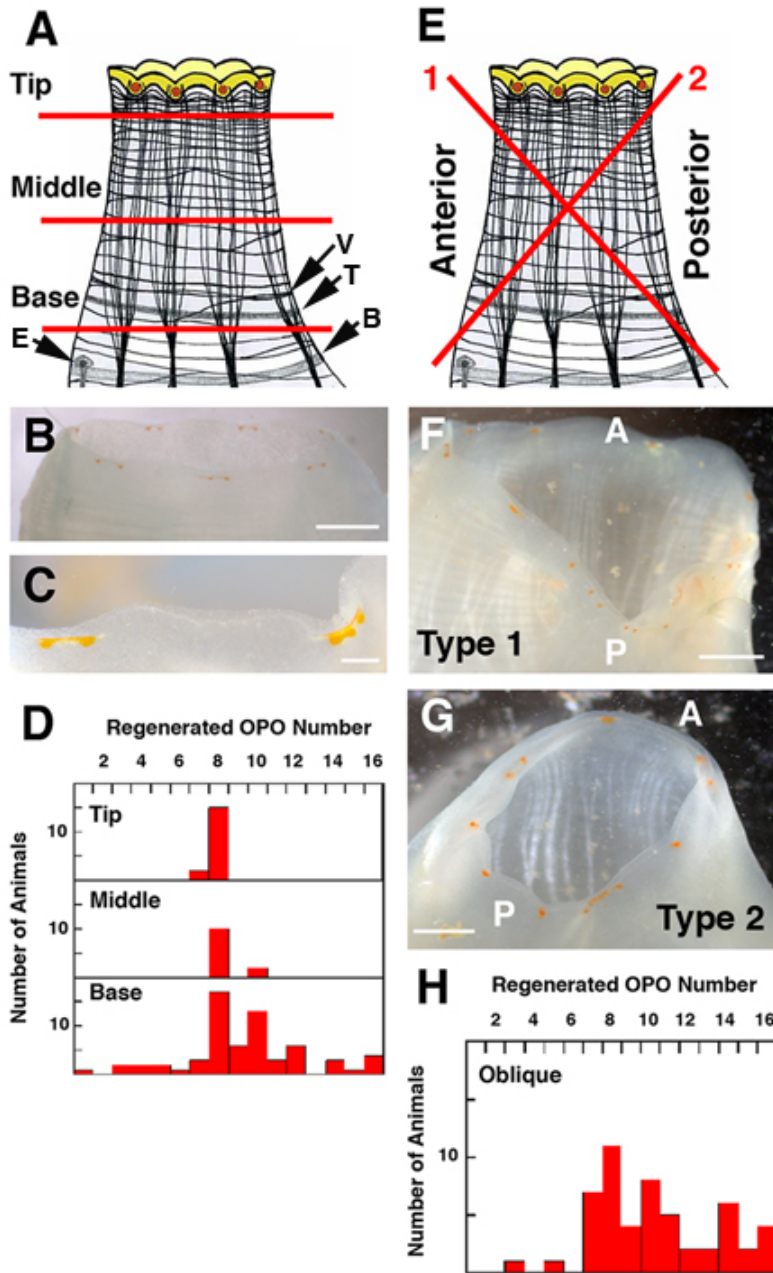 A
Tip
Middle
Base
E
V
T
B
E
1
2
Anterior
Posterior
B
C
D
Regenerated OPO Number
2 4 6 8 10 12 14 16
Number of Animals
10
Tip
10
Middle
10
Base
F
A
Type 1
P
G
A
P
Type 2
H
Regenerated OPO Number
2 4 6 8 10 12 14 16
Number of Animals
10
Oblique